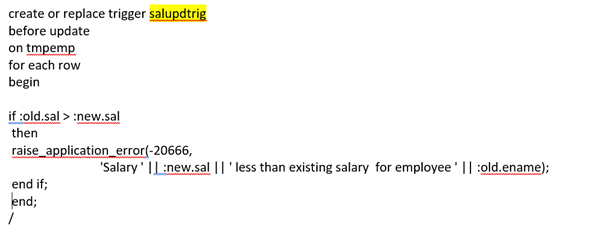 create or replace trigger salupdtrig
before update
on tmpemp
for each row
begin
if :old.sal > :new.sal
then
raise_application_error(-20666,
'Salary ' || :new.sal || ' less than existing salary  for employee ' || :old.ename);
end if;
end;
/